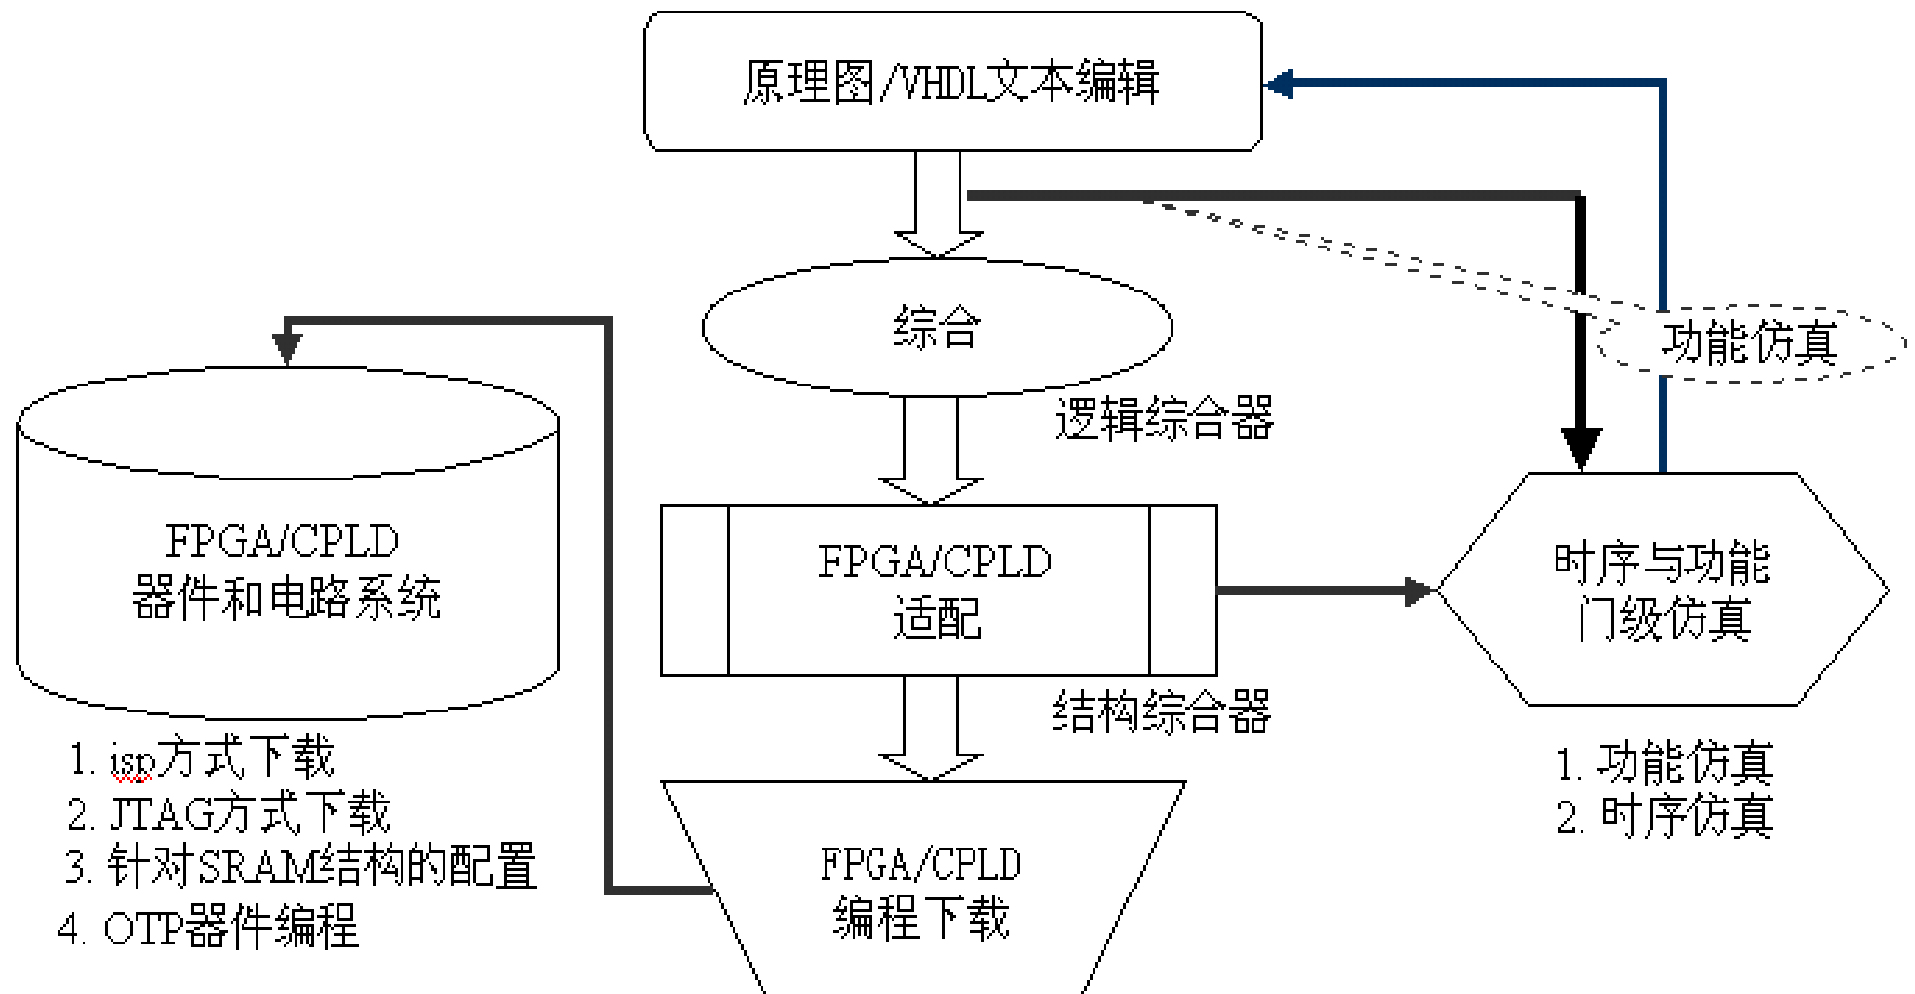 原理图/VHDL文本编辑
综合
功能仿真
逻辑综合器
FPGA/CPLD
器件和电路系统
FPGA/CPLD
适配
时序与功能
门级仿真
结构综合器
1. isp方式下载
2. JTAG方式下载
3. 针对SRAM结构的配置
4. OTP器件编程
1. 功能仿真
2. 时序仿真
FPGA/CPLD
编程下载